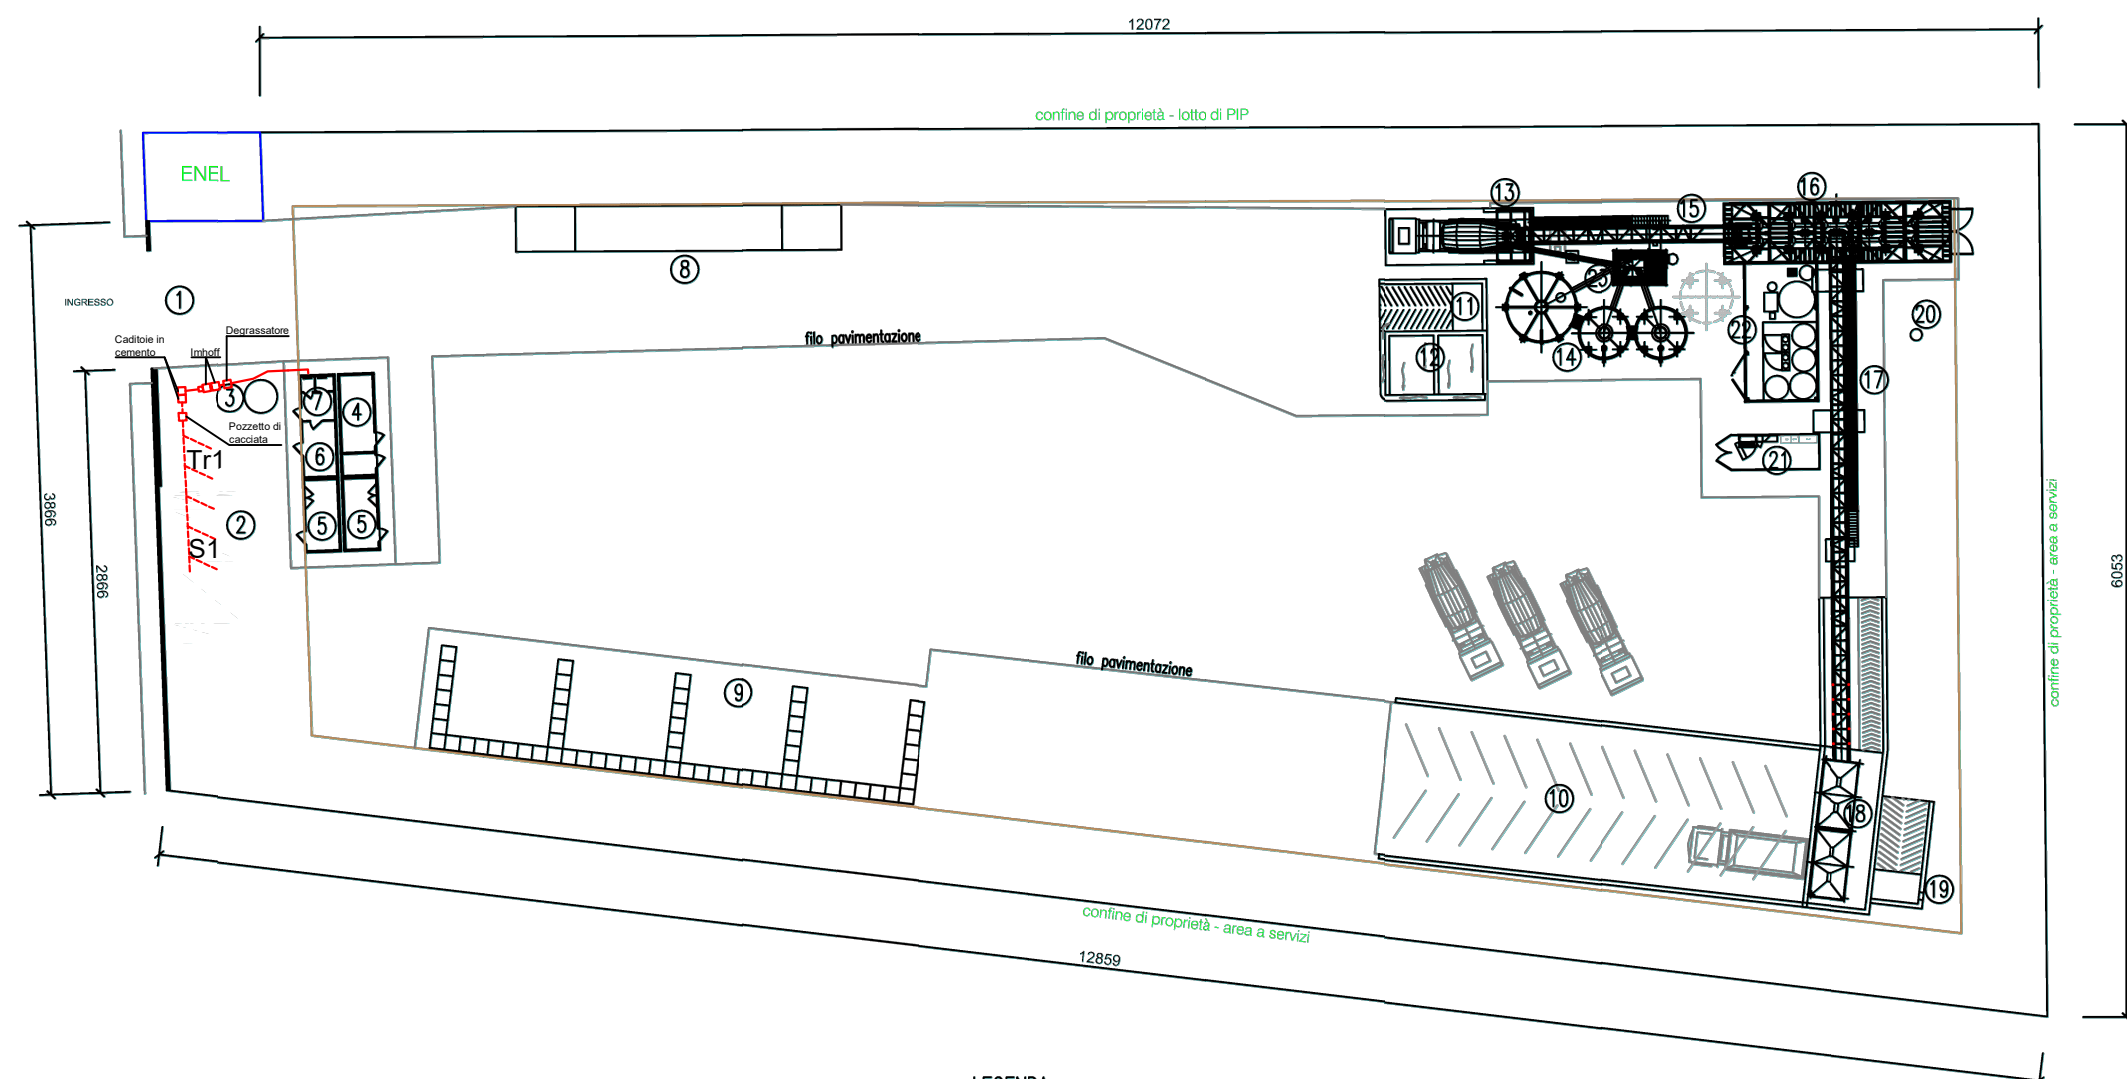 12072
confine di proprietà - lotto di PIP
ENEL
13
15
16
8
1
INGRESSO
Degrassatore
Caditoie in
cemento
Imhoff
filo pavimentazione
11
12
14
23
22
20
17
3
7
4
Pozzetto di
cacciata
6
Tr1
21
3866
2866
2
5
5
S1
confine di proprietà - area a servizi
6053
filo pavimentazione
9
10
18
19
confine di proprietà - area a servizi
12859
LEGENDA